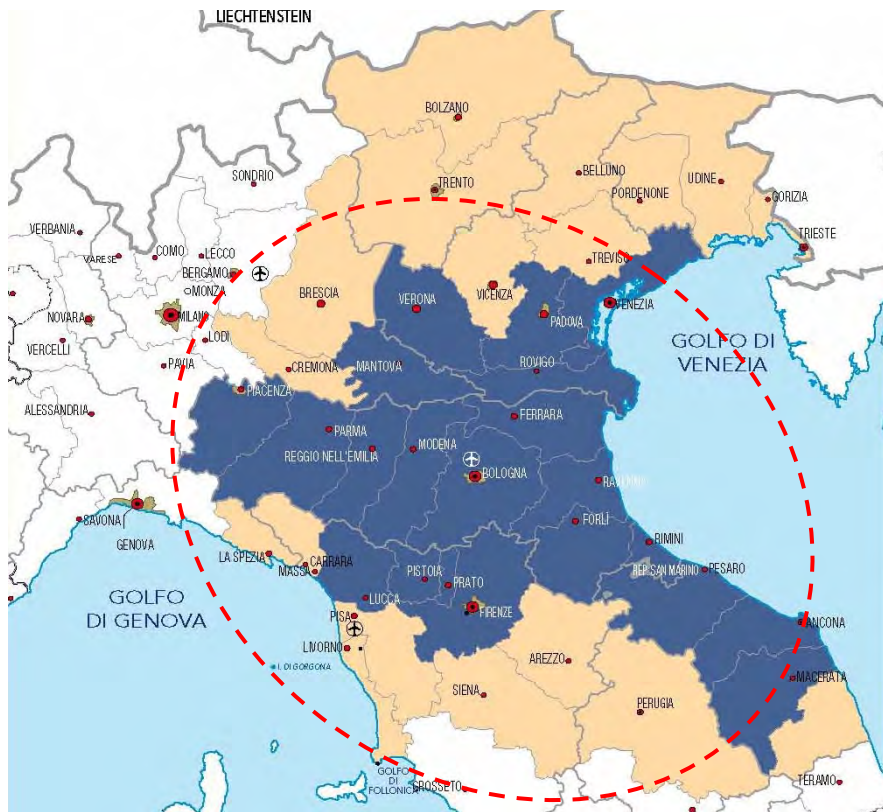 LIECHTENSTEIN
BOLZANO
SONDRIO
TRENTO
BELLUNO
UDINE
PORDENONE
GORIZIA
VERBANIA
VARESE
COMO
LECCO
BERGAMO
TREVISO
TRIESTE
MONZA
BRESCIA
VERONA
VICENZA
VENEZIA
NOVARA
MILANO
PADOVA
VERCELLI
LODI
GOLFO DI
VENEZIA
PAVIA
CREMONA
MANTOVA
ROVIGO
PIACENZA
ALESSANDRIA
PARMA
FERRARA
REGGIO NELL'EMILIA
MODENA
BOLOGNA
RAVENNA
SAVONA
GENOVA
FORLÌ
RIMINI
LA SPEZIA
CARRARA
MASSA
PISTOIA
PRATO
REP. SAN MARINO
PESARO
GOLFO
DI GENOVA
LUCCA
PISA
FIRENZE
ANCONA
LIVORNO
I. DI GORGONA
AREZZO
SIENA
MACERATA
PERUGIA
GOLFO
DI
FOLLONICA
GROSSETO
TERAMO